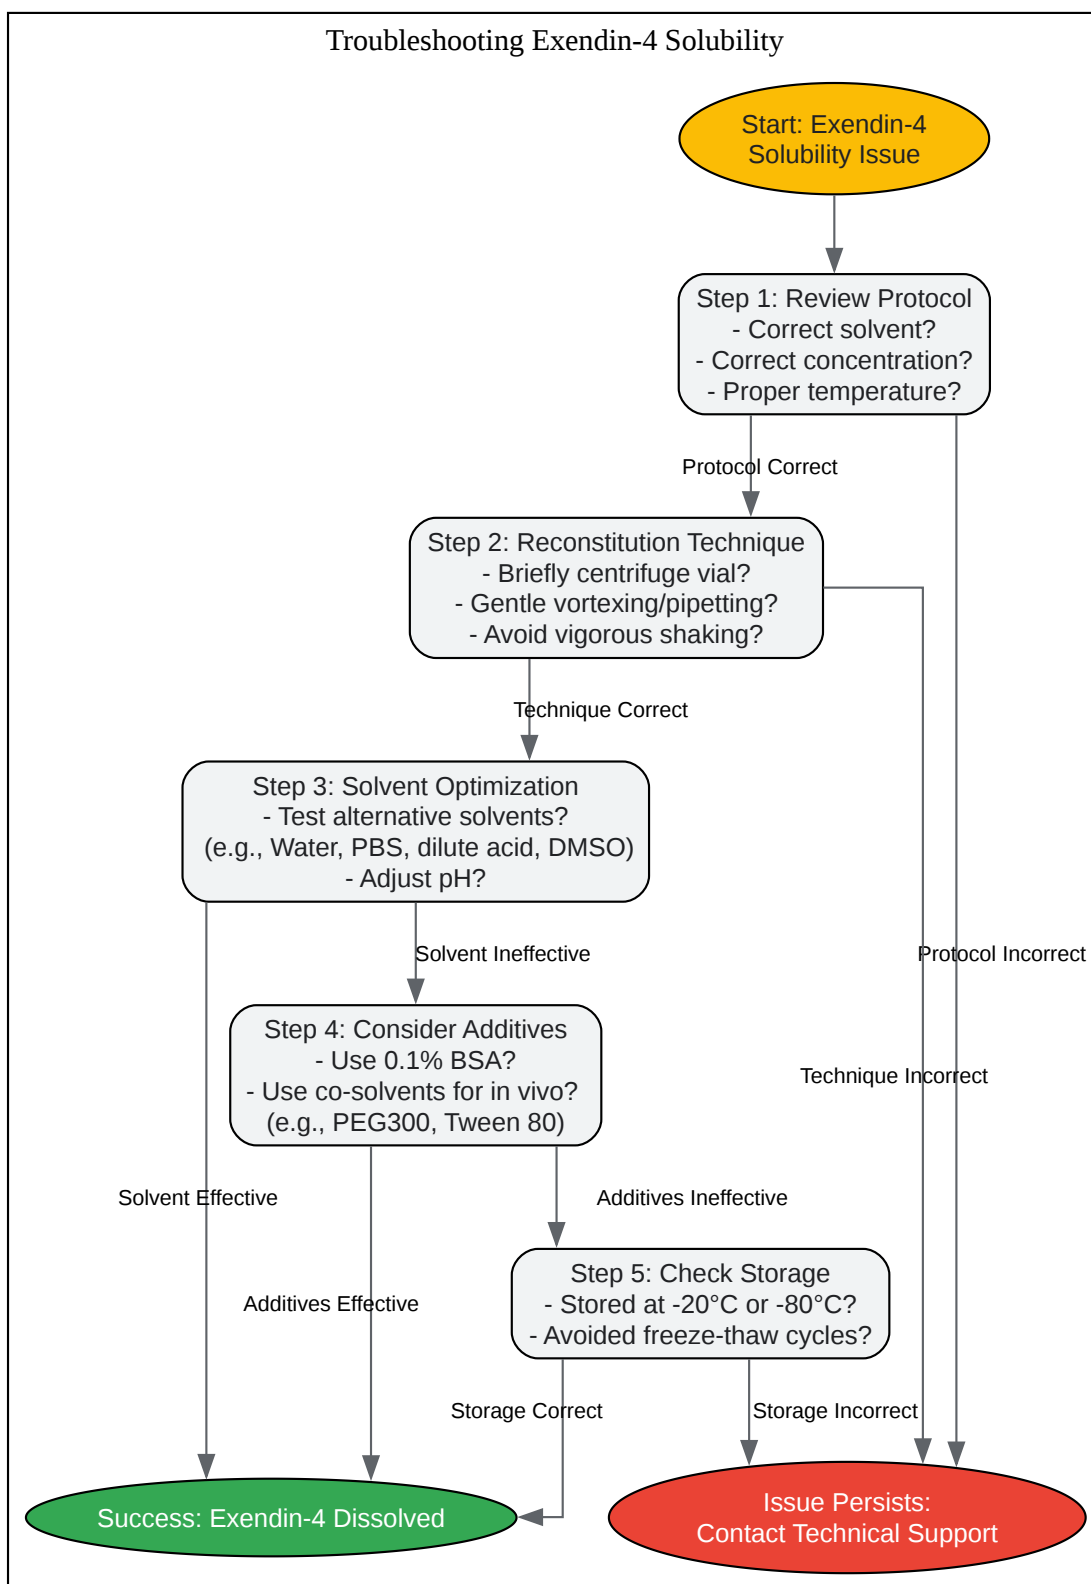 Troubleshooting Exendin-4 Solubility
Start: Exendin-4
Solubility Issue
Step 1: Review Protocol
- Correct solvent?
- Correct concentration?
- Proper temperature?
Protocol Correct
Step 2: Reconstitution Technique
- Briefly centrifuge vial?
- Gentle vortexing/pipetting?
- Avoid vigorous shaking?
Technique Correct
Step 3: Solvent Optimization
- Test alternative solvents?
(e.g., Water, PBS, dilute acid, DMSO)
- Adjust pH?
Solvent Ineffective
Protocol Incorrect
Step 4: Consider Additives
- Use 0.1% BSA?
- Use co-solvents for in vivo?
(e.g., PEG300, Tween 80)
Technique Incorrect
Solvent Effective
Additives Ineffective
Step 5: Check Storage
- Stored at -20°C or -80°C?
- Avoided freeze-thaw cycles?
Additives Effective
Storage Correct
Storage Incorrect
Success: Exendin-4 Dissolved
Issue Persists:
Contact Technical Support